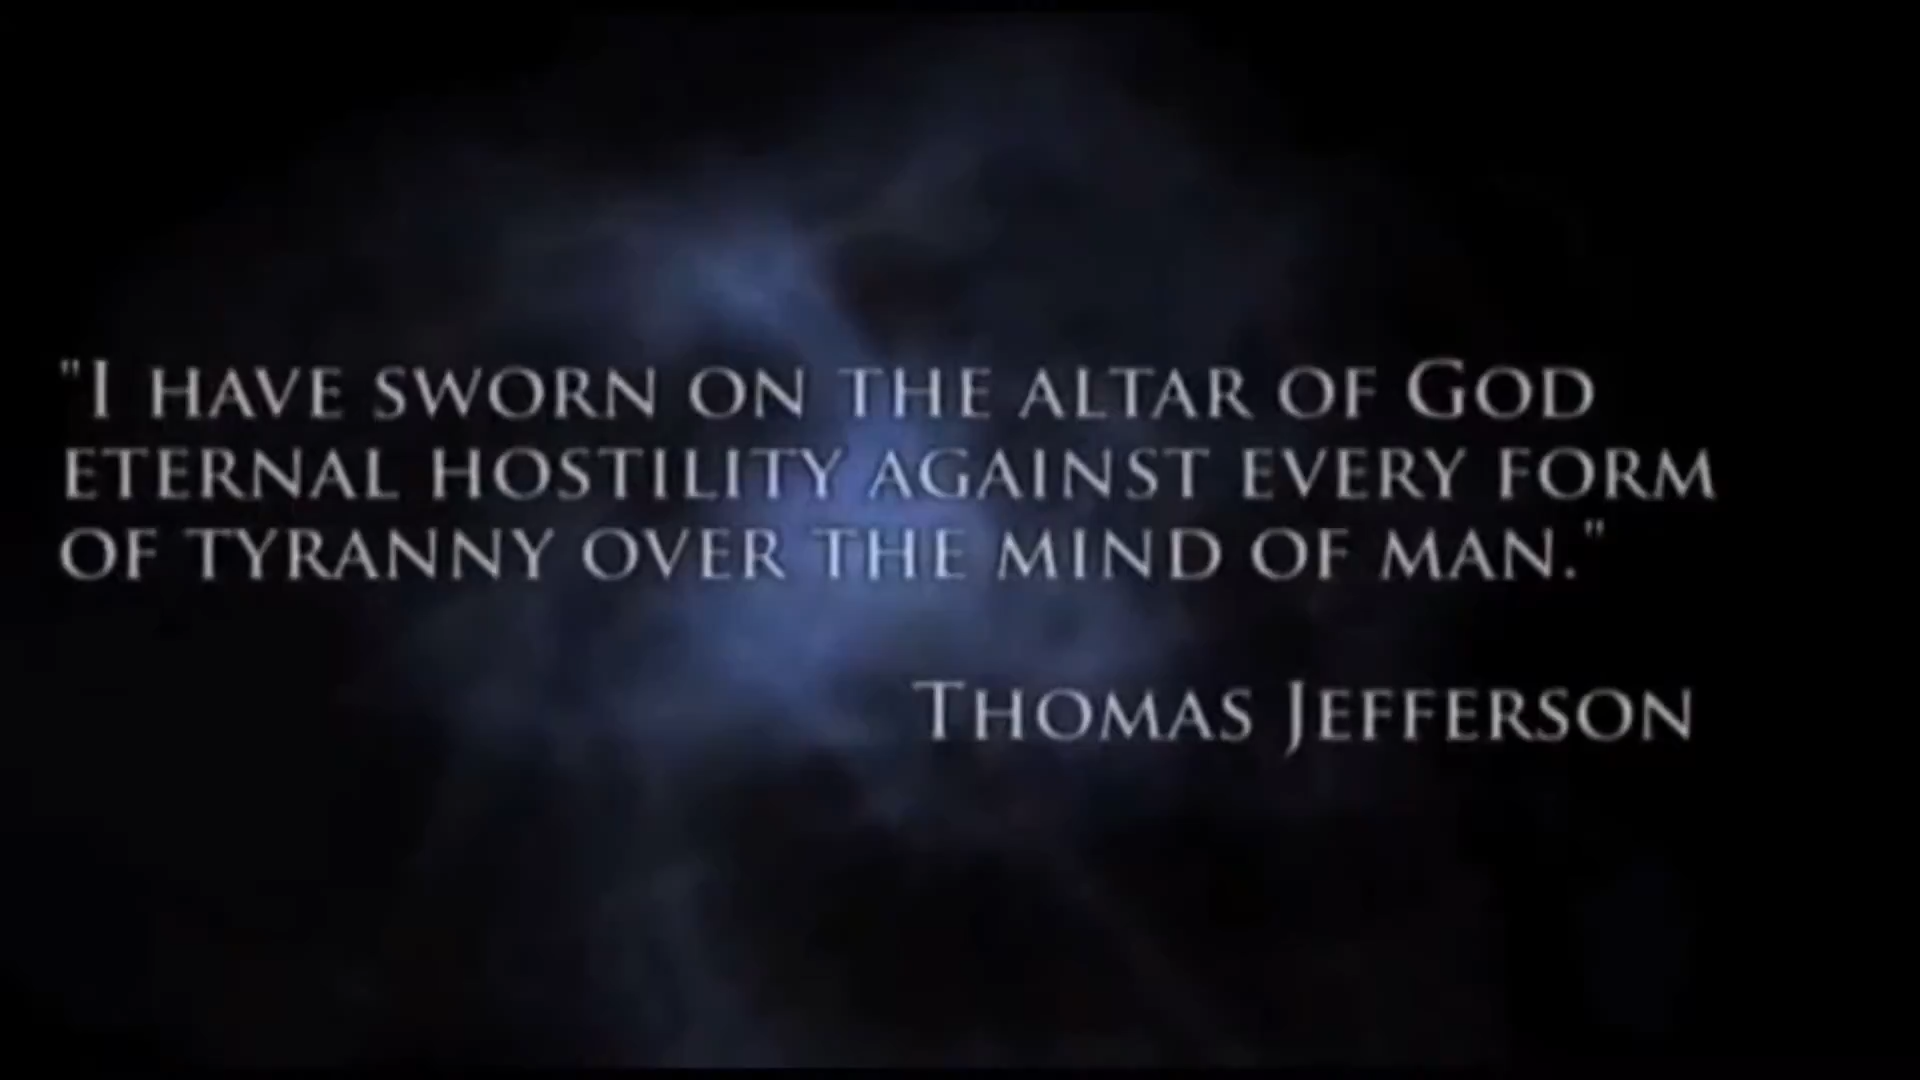 "I HAVE SWORN ON THE ALTAR OF GOD
ETERNAL HOSTILITY AGAINST EVERY FORM
OF TYRANNY OVER THE MIND OF MAN."
THOMAS JEFFERSON